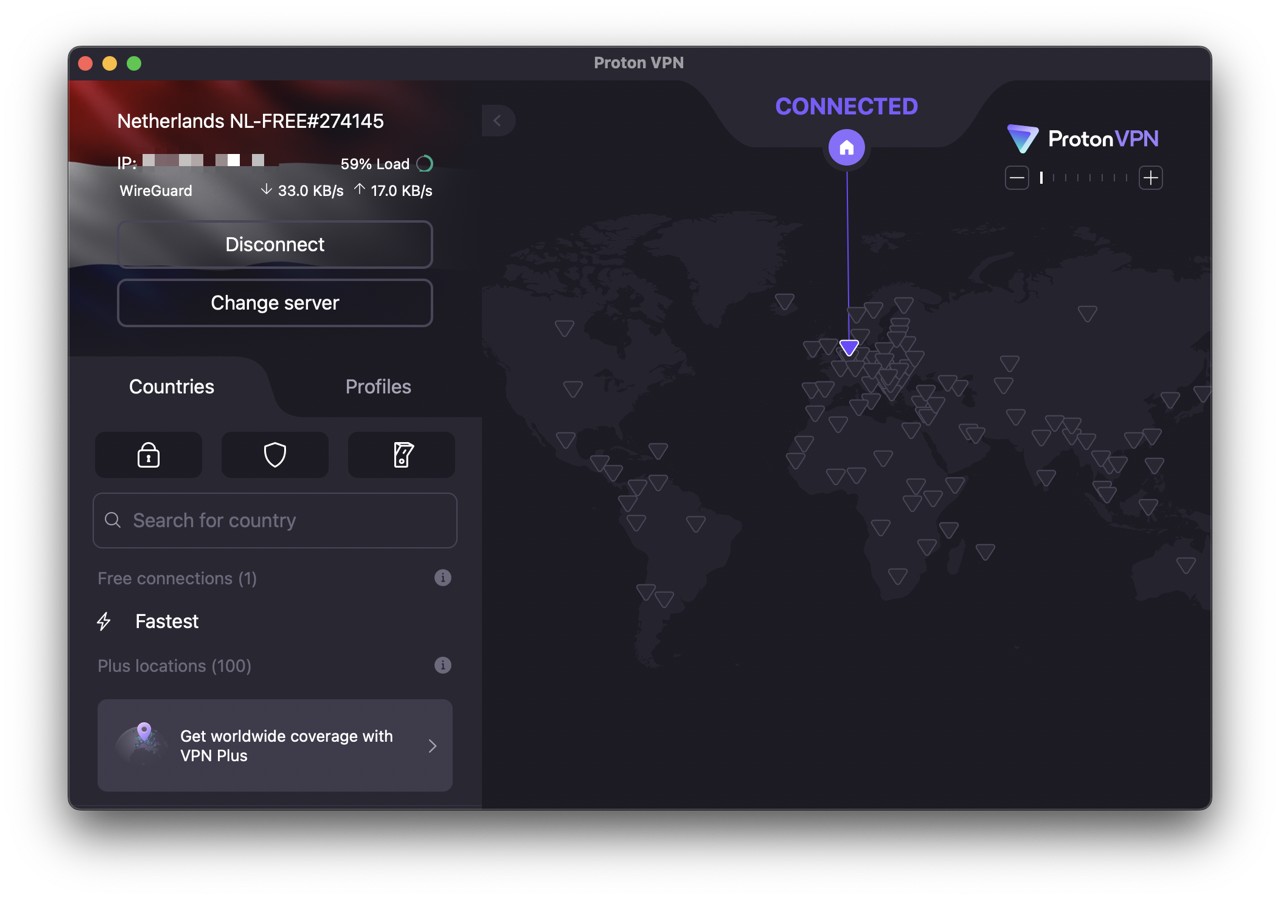 Proton VPN
Netherlands NL-FREE#274145
IP:
59% Load
WireGuard
↓ 33.0 KB/s ↑ 17.0 KB/s
Disconnect
Change server
Countries
Profiles
Search for country
Free connections (1)
Fastest
Plus locations (100)
Get worldwide coverage with
VPN Plus
CONNECTED
ProtonVPN